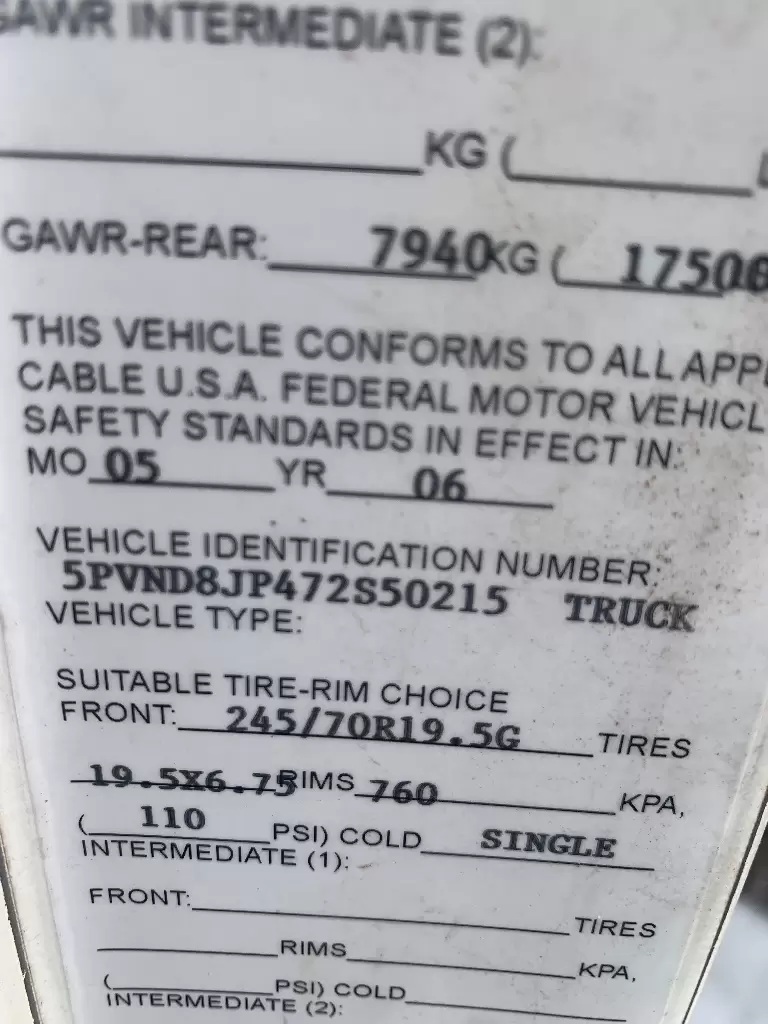 GAWR INTERMEDIATE (2):
KG (
GAWR-REAR: 7940KG ( 17500
THIS VEHICLE CONFORMS TO ALL APPL
CABLE U.S.A. FEDERAL MOTOR VEHICL
SAFETY STANDARDS IN EFFECT IN:
MO 05 YR 06
VEHICLE IDENTIFICATION NUMBER:
5PVND8JP472S50215 TRUCK
VEHICLE TYPE:
SUITABLE TIRE-RIM CHOICE
FRONT: 245/70R19.5G TIRES
19.5X6.75 RIMS 760 KPA,
( 110 PSI) COLD SINGLE
INTERMEDIATE (1):
FRONT: TIRES
RIMS KPA,
( PSI) COLD
INTERMEDIATE (2):